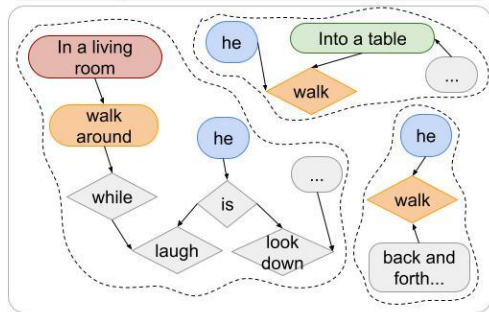 In a living
room
walk
around
while
he
is
...
laugh
look
down
he
Into a table
...
walk
he
walk
back and
forth...